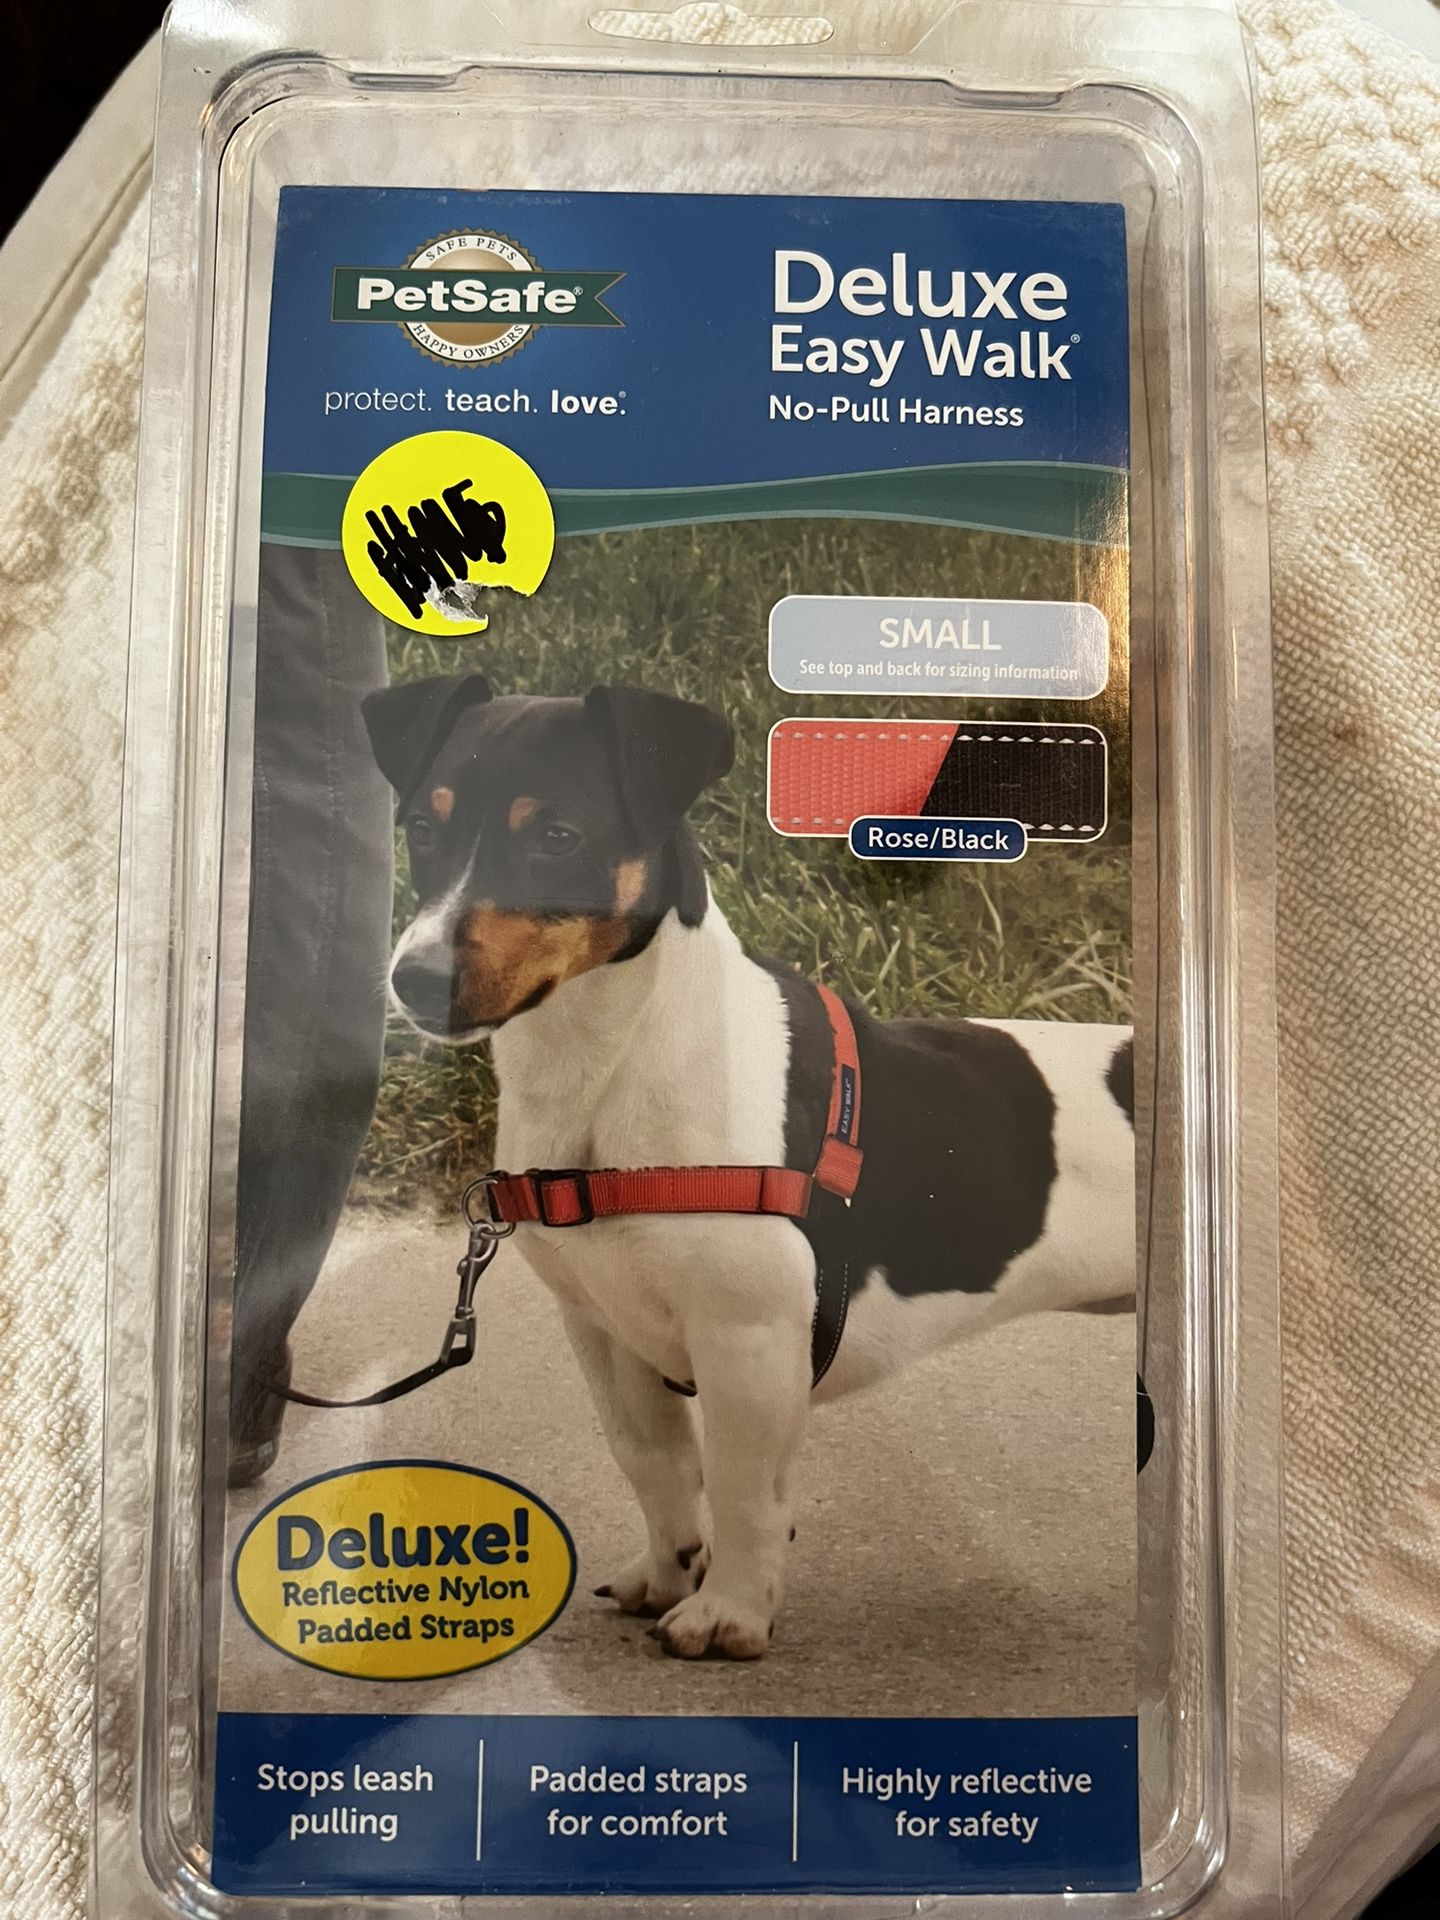 SAFE PETS
PetSafe®
HAPPY OWNERS
protect. teach. love.®
Deluxe
Easy Walk®
No-Pull Harness
SMALL
See top and back for sizing information
Rose/Black
EASY WALK
Deluxe!
Reflective Nylon
Padded Straps
Stops leash
pulling
Padded straps
for comfort
Highly reflective
for safety